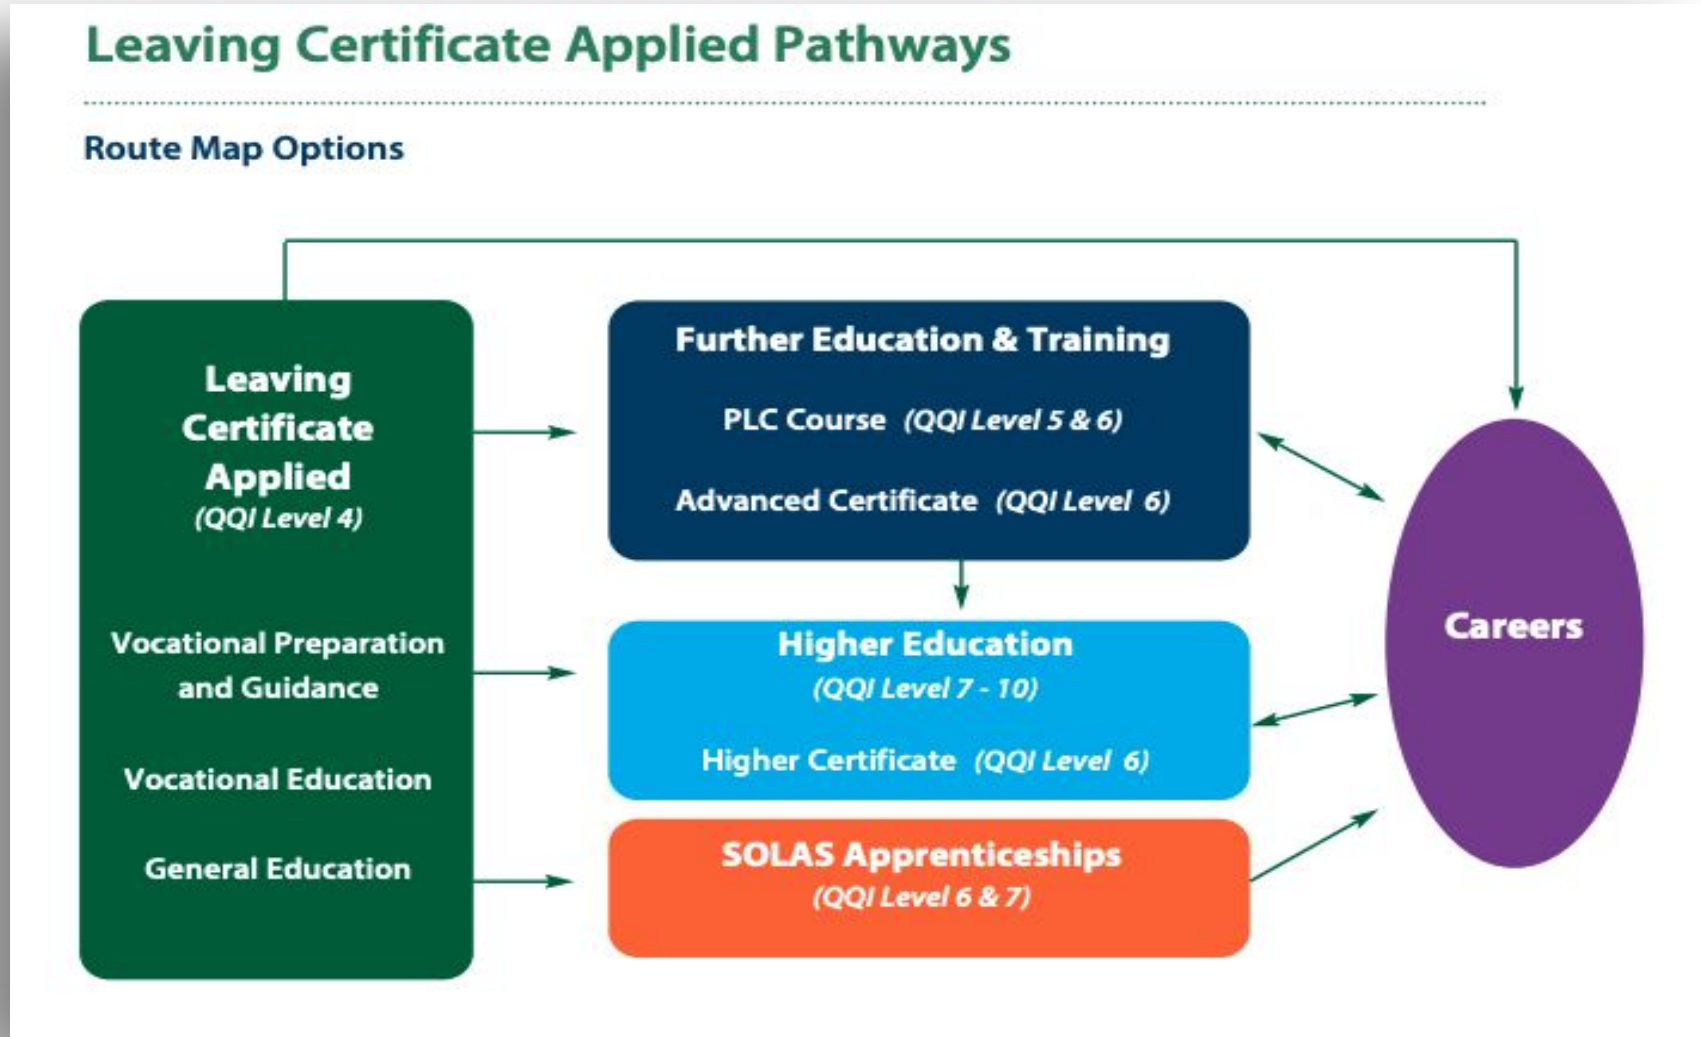 Leaving Certificate Applied Pathways
Route Map Options
Leaving
Certificate
Applied
(QQI Level 4)
Vocational Preparation
and Guidance
Vocational Education
General Education
Further Education & Training
PLC Course (QQI Level 5 & 6)
Advanced Certificate (QQI Level 6)
Higher Education
(QQI Level 7 - 10)
Higher Certificate (QQI Level 6)
SOLAS Apprenticeships
(QQI Level 6 & 7)
Careers